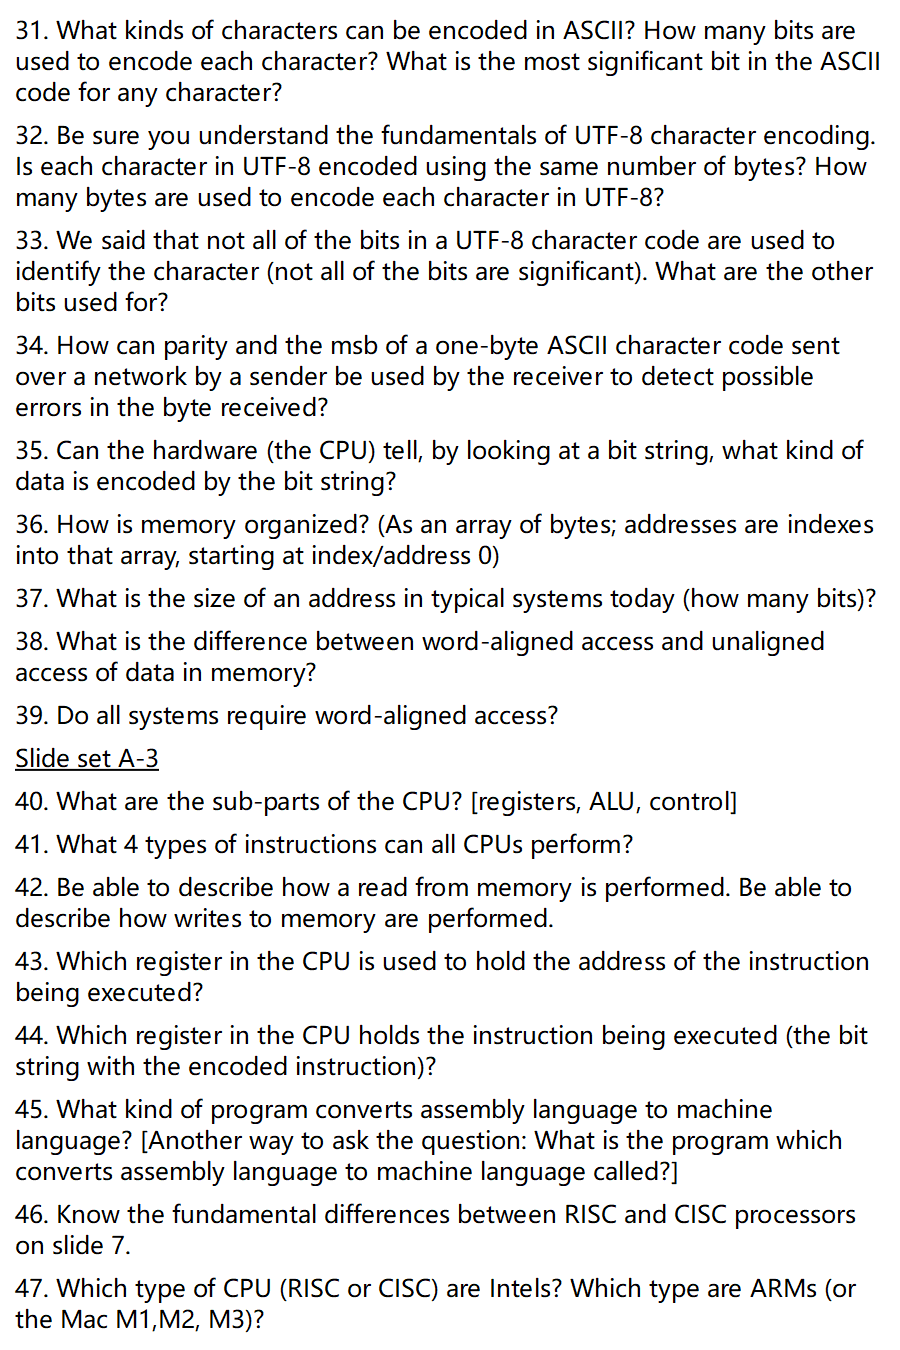 31. What kinds of characters can be encoded in ASCII? How many bits are
used to encode each character? What is the most significant bit in the ASCII
code for any character?
32. Be sure you understand the fundamentals of UTF-8 character encoding.
Is each character in UTF-8 encoded using the same number of bytes? How
many bytes are used to encode each character in UTF-8?
33. We said that not all of the bits in a UTF-8 character code are used to
identify the character (not all of the bits are significant). What are the other
bits used for?
34. How can parity and the msb of a one-byte ASCII character code sent
over a network by a sender be used by the receiver to detect possible
errors in the byte received?
35. Can the hardware (the CPU) tell, by looking at a bit string, what kind of
data is encoded by the bit string?
36. How is memory organized? (As an array of bytes; addresses are indexes
into that array, starting at index/address 0)
37. What is the size of an address in typical systems today (how many bits)?
38. What is the difference between word-aligned access and unaligned
access of data in memory?
39. Do all systems require word-aligned access?
Slide set A-3
40. What are the sub-parts of the CPU? [registers, ALU, control]
41. What 4 types of instructions can all CPUs perform?
42. Be able to describe how a read from memory is performed. Be able to
describe how writes to memory are performed.
43. Which register in the CPU is used to hold the address of the instruction
being executed?
44. Which register in the CPU holds the instruction being executed (the bit
string with the encoded instruction)?
45. What kind of program converts assembly language to machine
language? [Another way to ask the question: What is the program which
converts assembly language to machine language called?]
46. Know the fundamental differences between RISC and CISC processors
on slide 7.
47. Which type of CPU (RISC or CISC) are Intels? Which type are ARMs (or
the Mac M1,M2, M3)?